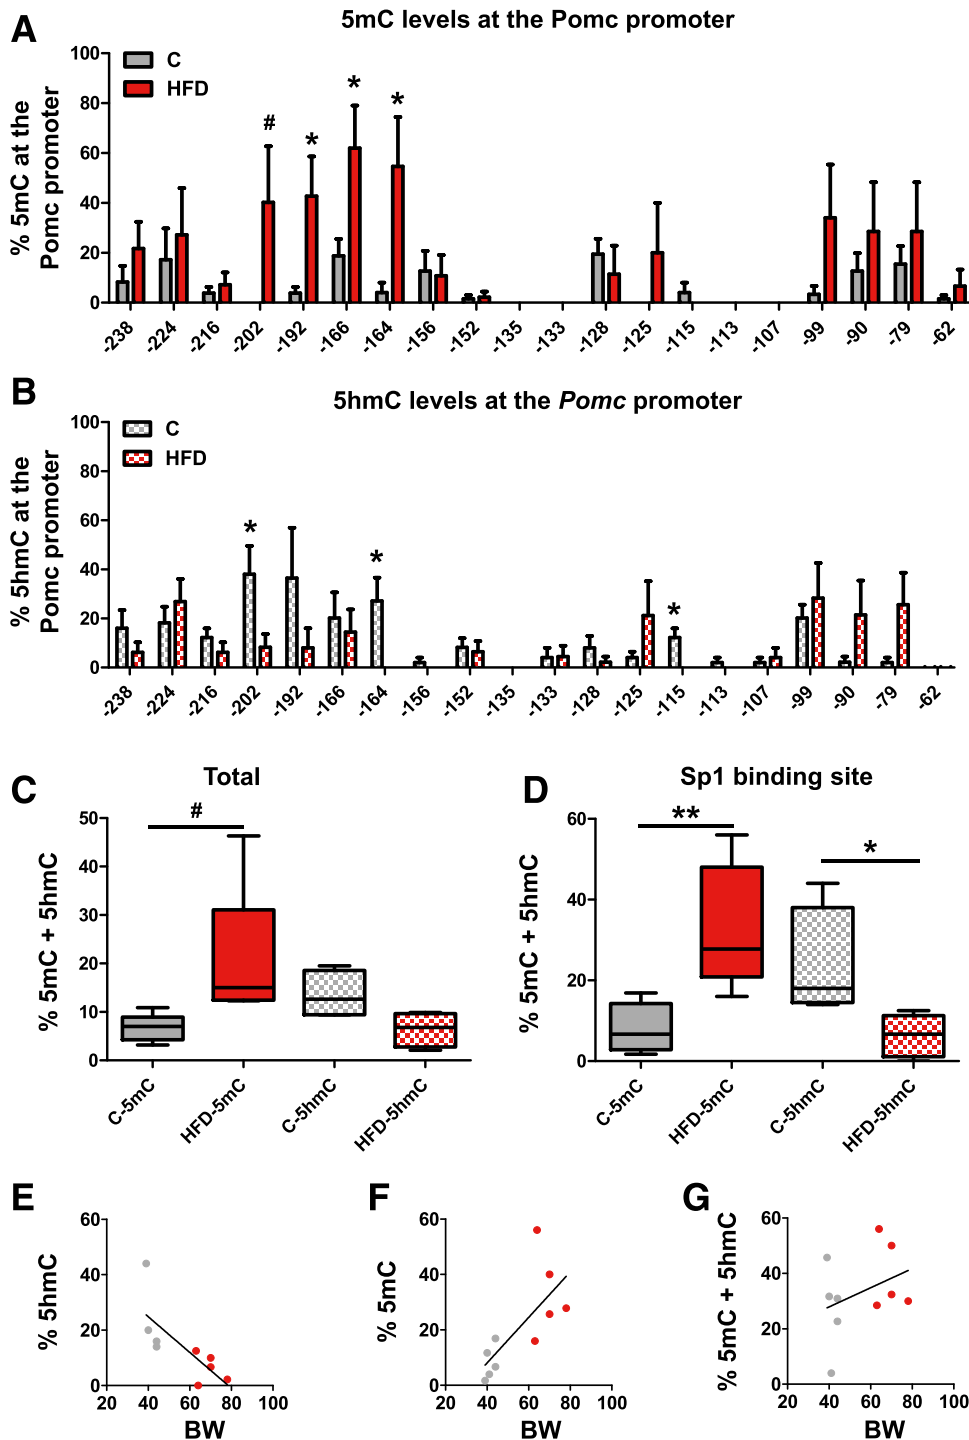 A
5mC levels at the Pomc promoter
% 5mC at the
Pomc promoter
100
80
60
40
20
0
C
HFD
# * * *
-238 -224 -216 -202 -192 -166 -164 -156 -152 -135 -133 -128 -125 -115 -113 -107 -99 -90 -79 -62
B
5hmC levels at the Pomc promoter
% 5hmC at the
Pomc promoter
100
80
60
40
20
0
C
HFD
* * *
-238 -224 -216 -202 -192 -166 -164 -156 -152 -135 -133 -128 -125 -115 -113 -107 -99 -90 -79 -62
C
Total
% 5mC + 5hmC
50
40
30
20
10
0
#
C-5mC HFD-5mC C-5hmC HFD-5hmC
D
Sp1 binding site
% 5mC + 5hmC
60
40
20
0
** *
C-5mC HFD-5mC C-5hmC HFD-5hmC
E
% 5hmC
60
40
20
0
20 40 60 80 100
BW
F
% 5mC
60
40
20
0
20 40 60 80 100
BW
G
% 5mC + 5hmC
60
40
20
0
20 40 60 80 100
BW